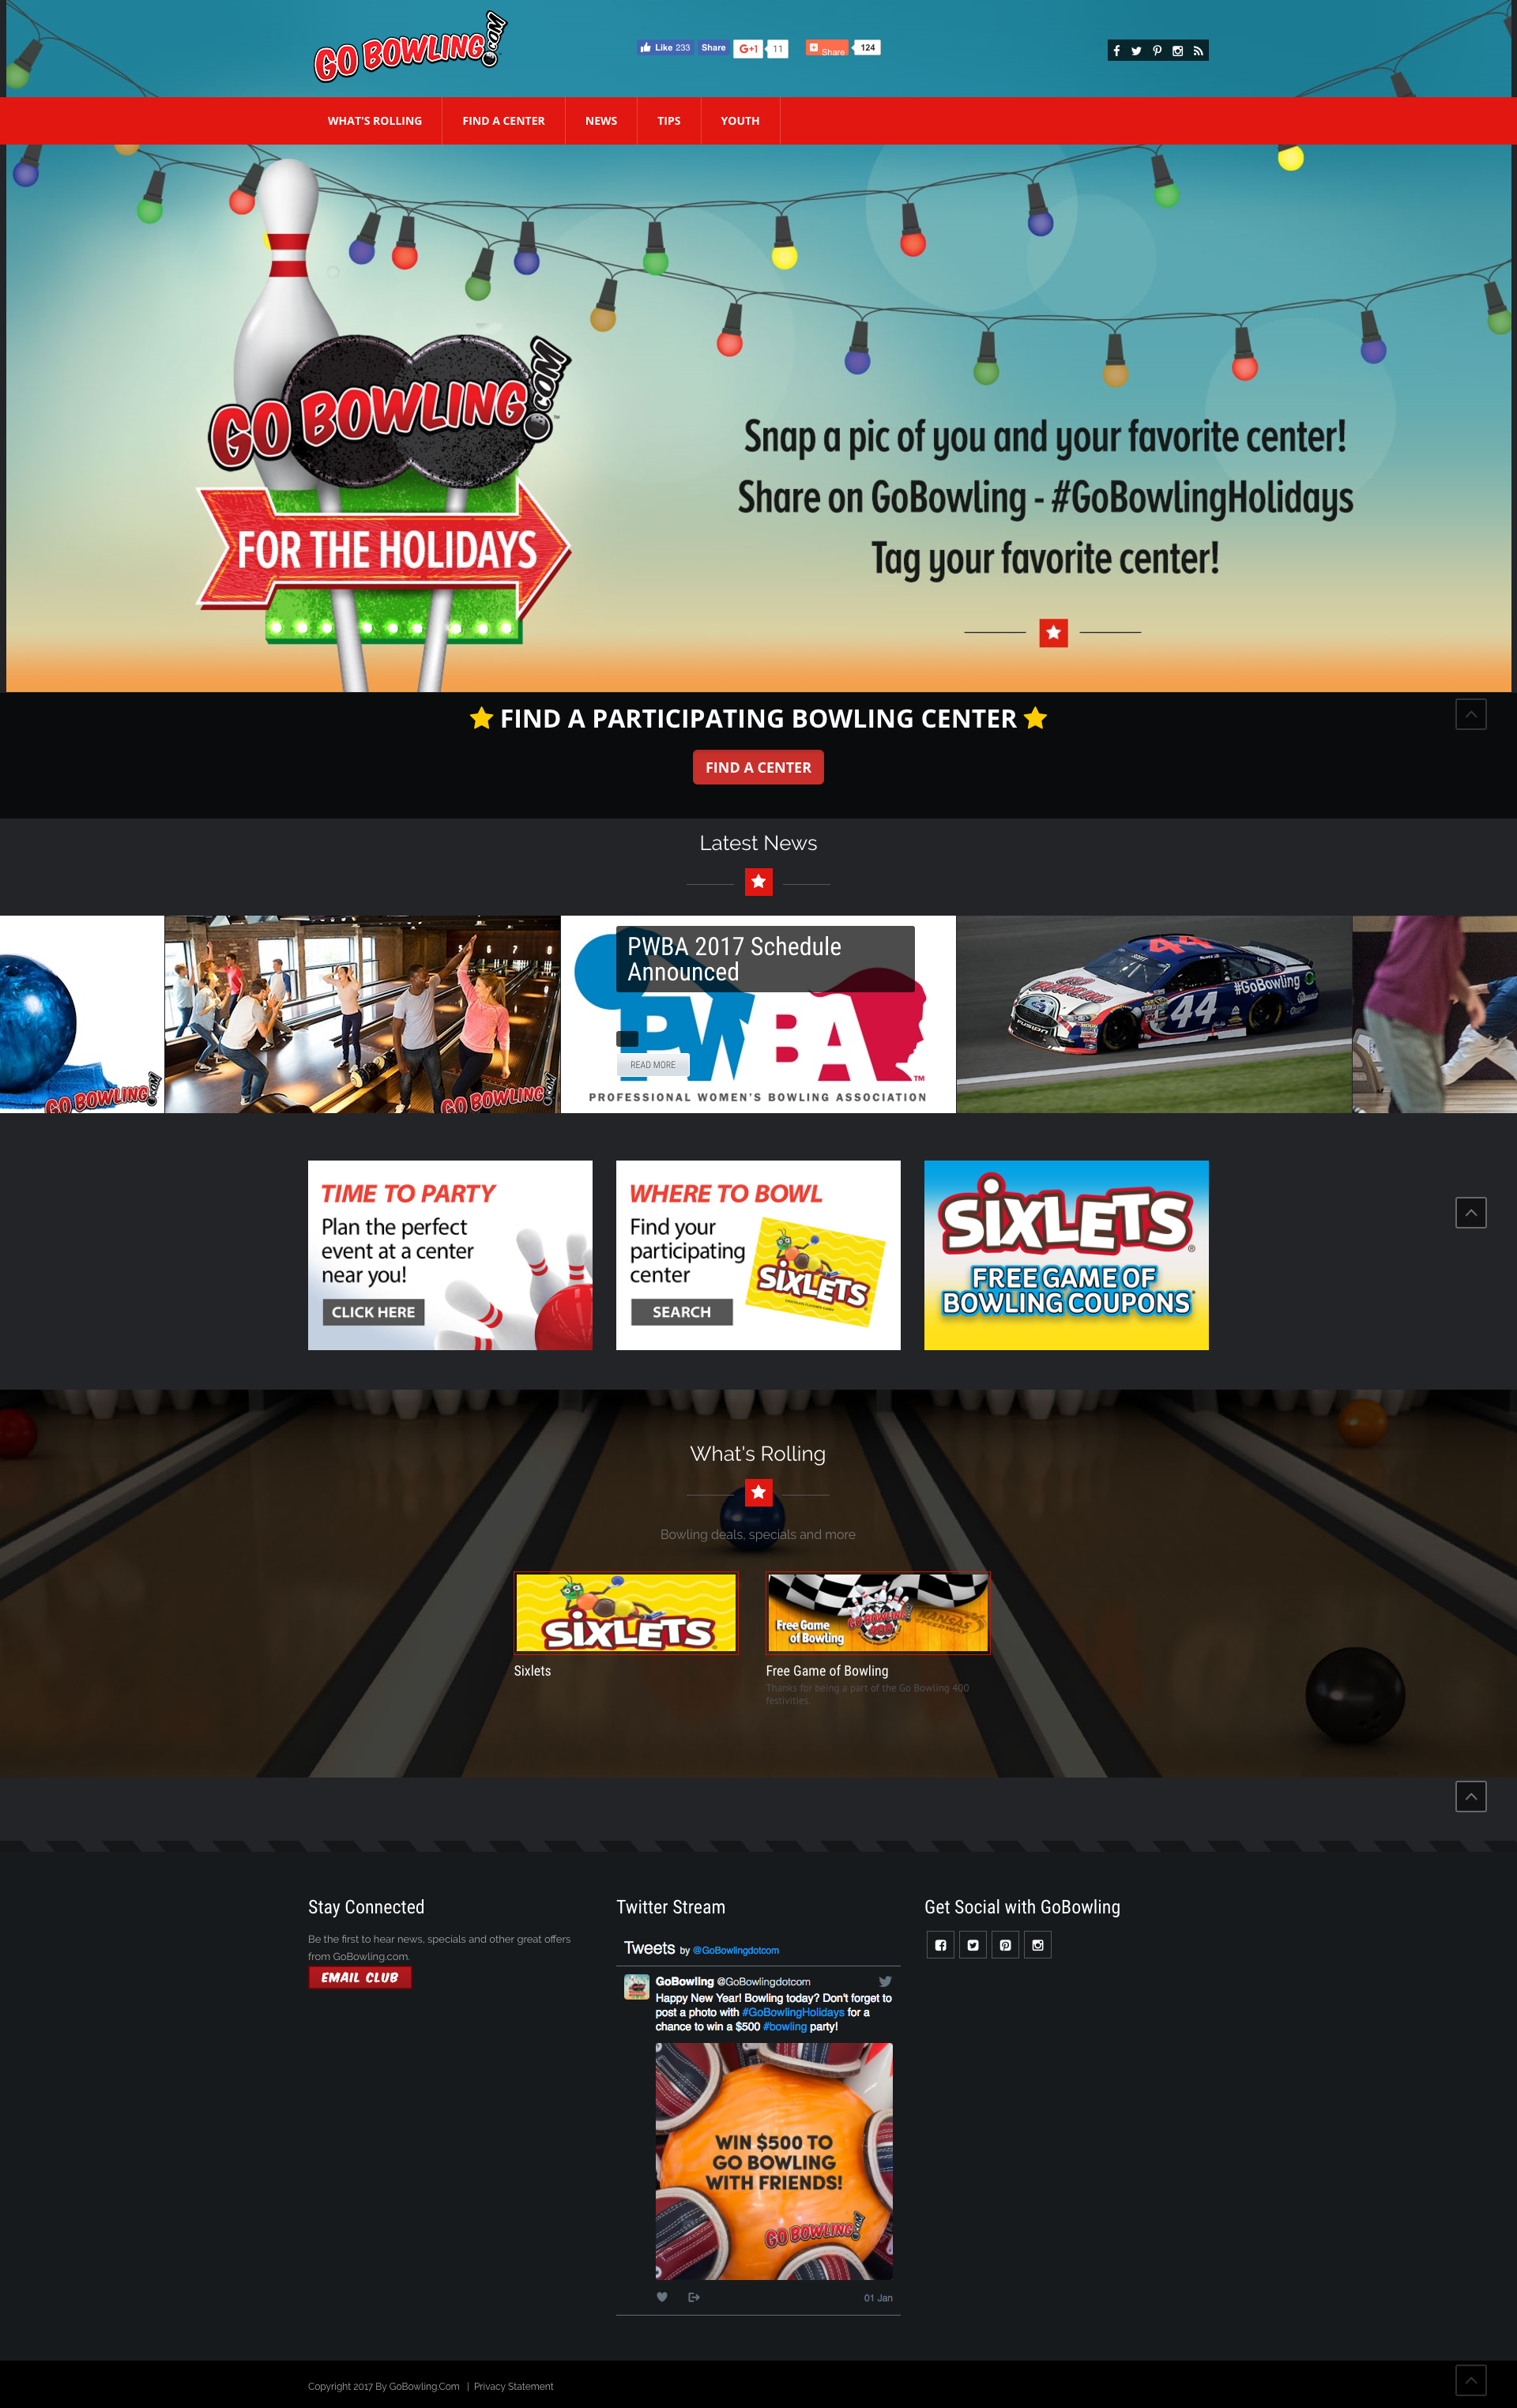 GO BOWLING.COM
Like 233 Share G+1 11 Share 124
WHAT'S ROLLING FIND A CENTER NEWS TIPS YOUTH
GO BOWLING.COM
FOR THE HOLIDAYS
Snap a pic of you and your favorite center!
Share on GoBowling - #GoBowlingHolidays
Tag your favorite center!
FIND A PARTICIPATING BOWLING CENTER
FIND A CENTER
Latest News
GO BOWLING.COM
GO BOWLING.COM
PWBA 2017 Schedule
Announced
PWBA
READ MORE
PROFESSIONAL WOMEN'S BOWLING ASSOCIATION
44
GO BOWLING
#GoBowling
44
FUSION
TIME TO PARTY
Plan the perfect
event at a center
near you!
CLICK HERE
WHERE TO BOWL
Find your
participating
center
SEARCH
SIXLETS
SIXLETS
FREE GAME OF
BOWLING COUPONS
What's Rolling
Bowling deals, specials and more
SIXLETS
Sixlets
Free Game
of Bowling
GO BOWLING
400
KANSAS
SPEEDWAY
Free Game of Bowling
Thanks for being a part of the Go Bowling 400
festivities.
Stay Connected
Be the first to hear news, specials and other great offers
from GoBowling.com.
EMAIL CLUB
Twitter Stream
Tweets by @GoBowlingdotcom
GoBowling @GoBowlingdotcom
Happy New Year! Bowling today? Don't forget to
post a photo with #GoBowlingHolidays for a
chance to win a $500 #bowling party!
WIN $500 TO
GO BOWLING
WITH FRIENDS!
GO BOWLING.COM
01 Jan
Get Social with GoBowling
Copyright 2017 By GoBowling.Com | Privacy Statement